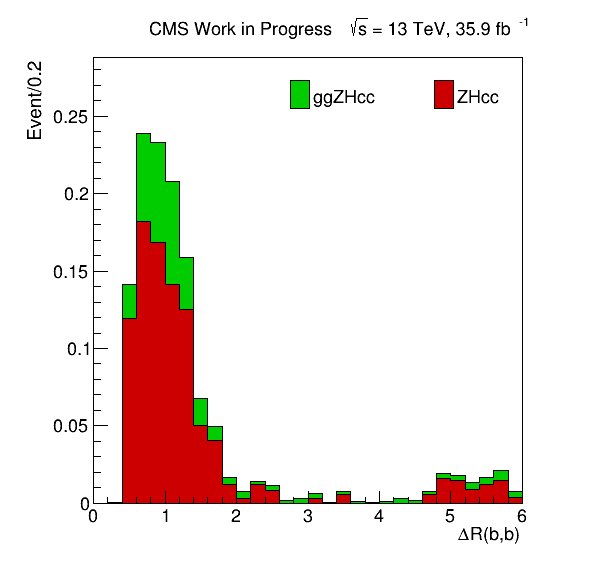 CMS Work in Progress √s = 13 TeV, 35.9 fb -1
Event/0.2
ggZHcc ZHcc
0.25
0.2
0.15
0.1
0.05
0
0 1 2 3 4 5 6
ΔR(b,b)